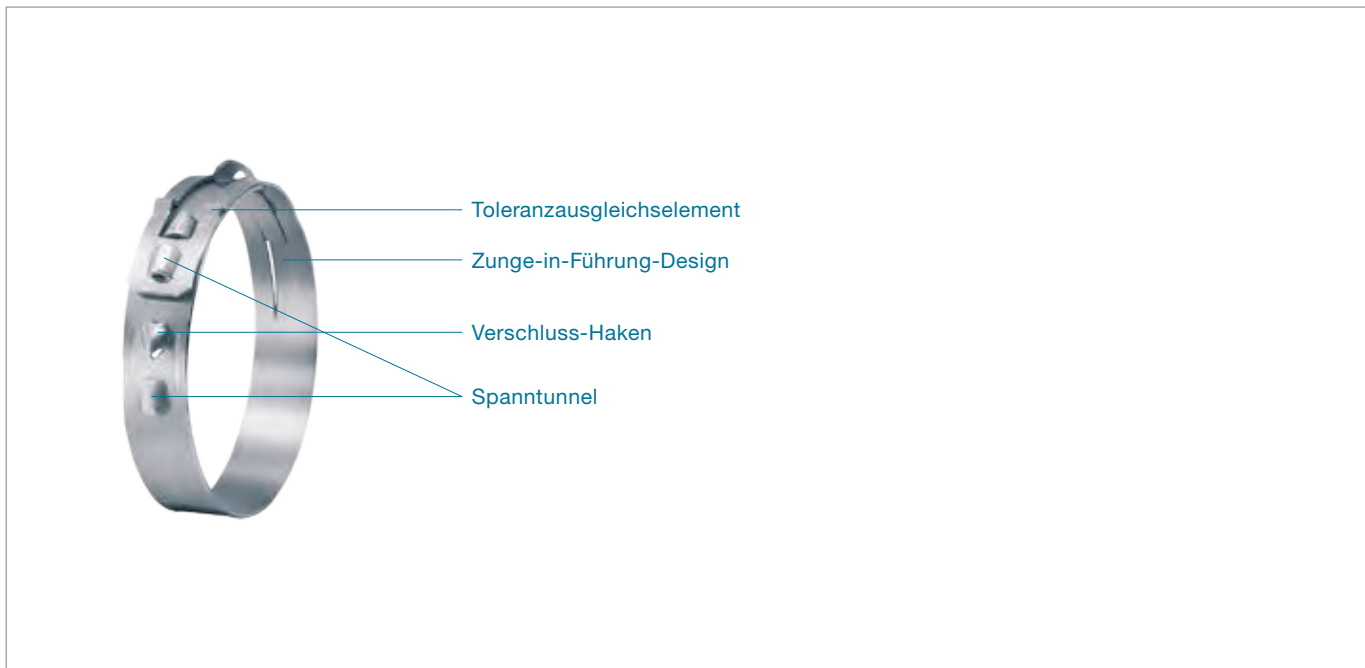 Toleranzausgleichselement
Zunge-in-Führung-Design
Verschluss-Haken
Spanntunnel